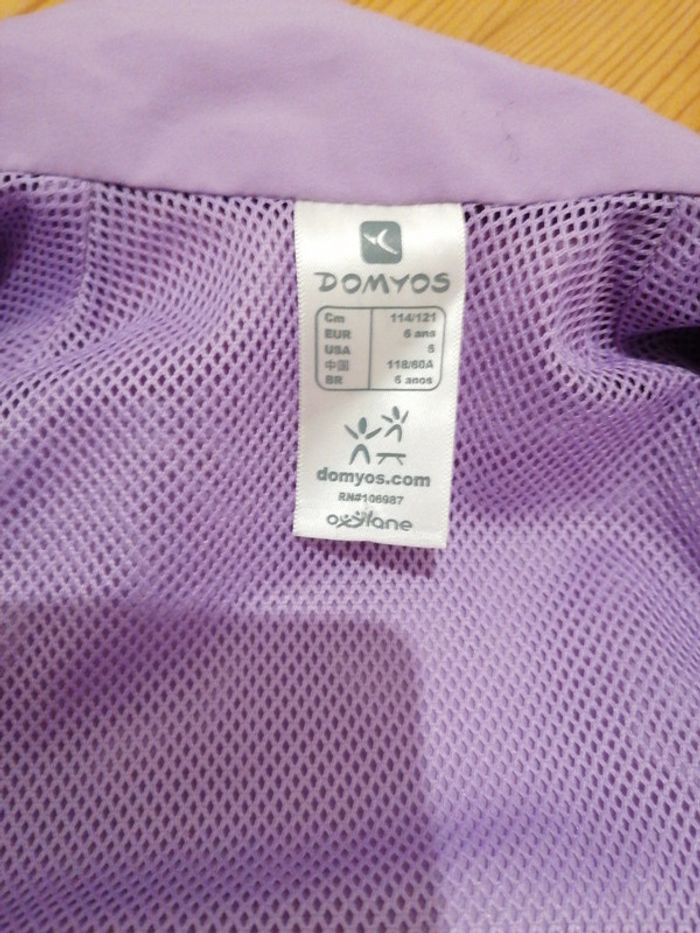 DOMYOS
Cm 114/121
EUR 6 ans
USA 6
中国 118/60A
BR 6 anos
domyos.com
RN#106987
oxylane